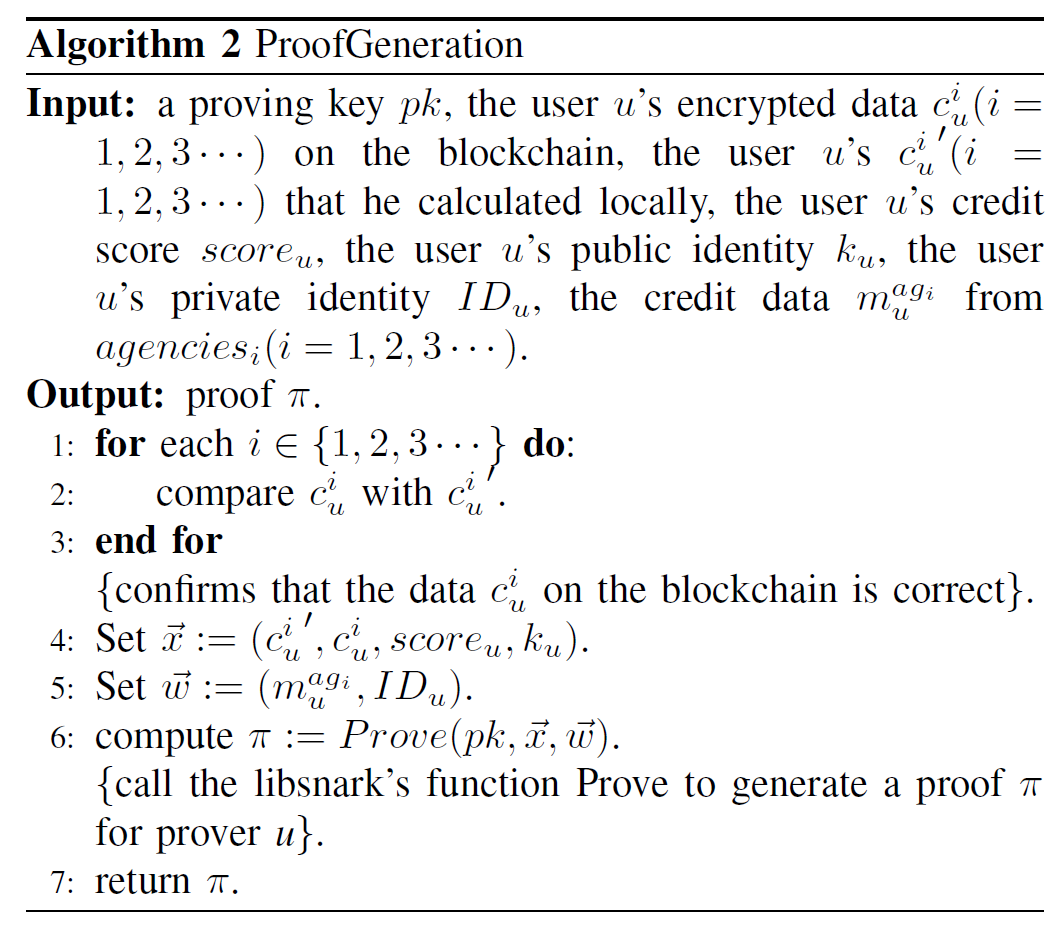 Algorithm 2 ProofGeneration
Input: a proving key $pk$, the user $u$'s encrypted data $c_u^i (i =$
$1, 2, 3 \cdots)$ on the blockchain, the user $u$'s $c_u^{i\,\prime}(i =$
$1, 2, 3 \cdots)$ that he calculated locally, the user $u$'s credit
score $score_u$, the user $u$'s public identity $k_u$, the user
$u$'s private identity $ID_u$, the credit data $m_u^{ag_i}$ from
$agencies_i (i = 1, 2, 3 \cdots)$.
Output: proof $\pi$.
1: for each $i \in \{1, 2, 3 \cdots\}$ do:
2: compare $c_u^i$ with $c_u^{i\,\prime}$.
3: end for
{confirms that the data $c_u^i$ on the blockchain is correct}.
4: Set $\vec{x} := (c_u^{i\,\prime}, c_u^i, score_u, k_u)$.
5: Set $\vec{w} := (m_u^{ag_i}, ID_u)$.
6: compute $\pi := Prove(pk, \vec{x}, \vec{w})$.
{call the libsnark's function Prove to generate a proof $\pi$
for prover $u$}.
7: return $\pi$.